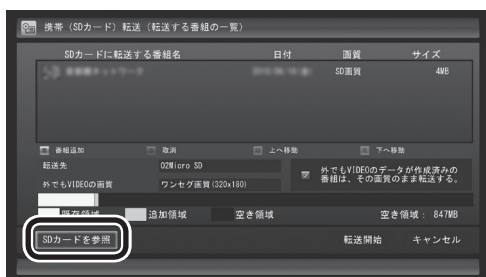 携帯（SDカード）転送（転送する番組の一覧）
SDカードに転送する番組名 日付 画質 サイズ
SD画質 4MB
番組追加 取消 上へ移動 下へ移動
転送先 02Micro SD
外でもVIDEOの画質 ワンセグ画質(320x180)
外でもVIDEOのデータが作成済みの
番組は、その画質のまま転送する。
既存領域 追加領域 空き領域 空き領域： 847MB
SDカードを参照 転送開始 キャンセル